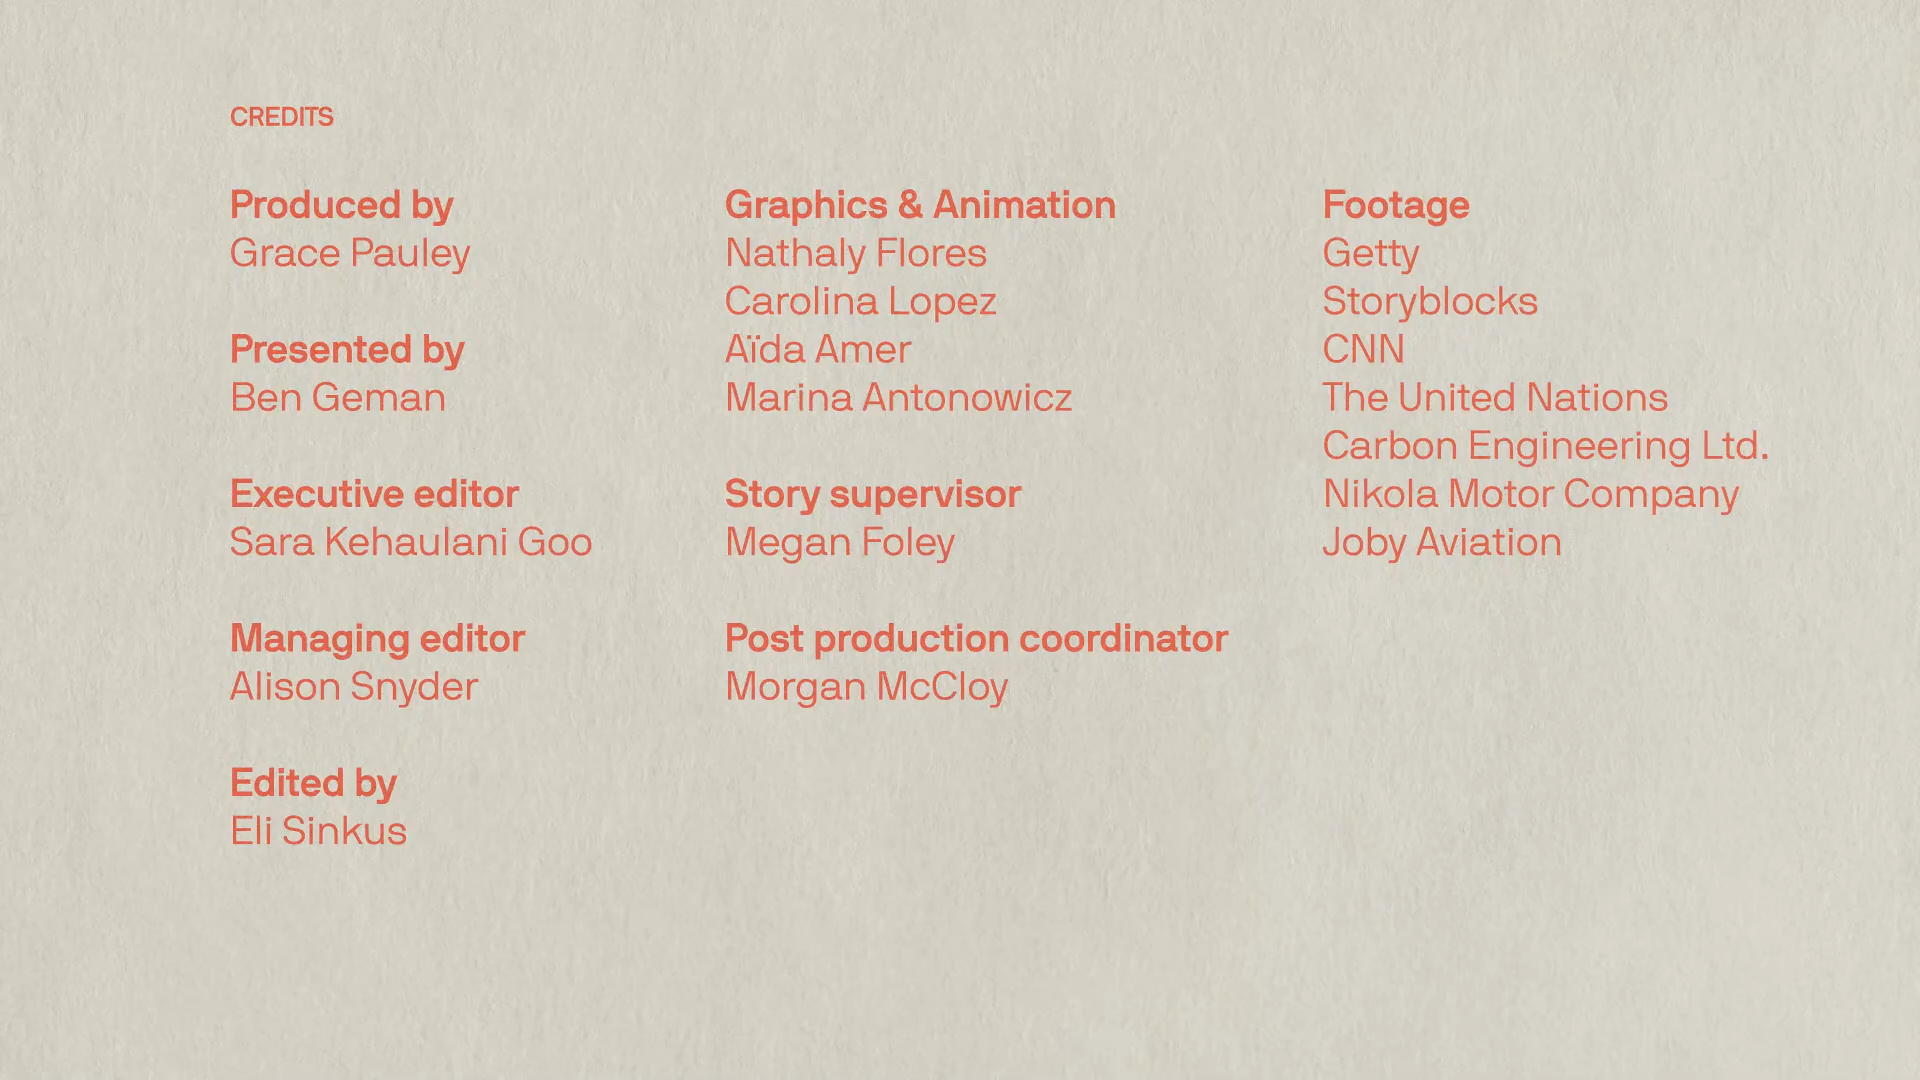 CREDITS
Produced by
Grace Pauley
Presented by
Ben Geman
Executive editor
Sara Kehaulani Goo
Managing editor
Alison Snyder
Edited by
Eli Sinkus
Graphics & Animation
Nathaly Flores
Carolina Lopez
Aïda Amer
Marina Antonowicz
Story supervisor
Megan Foley
Post production coordinator
Morgan McCloy
Footage
Getty
Storyblocks
CNN
The United Nations
Carbon Engineering Ltd.
Nikola Motor Company
Joby Aviation